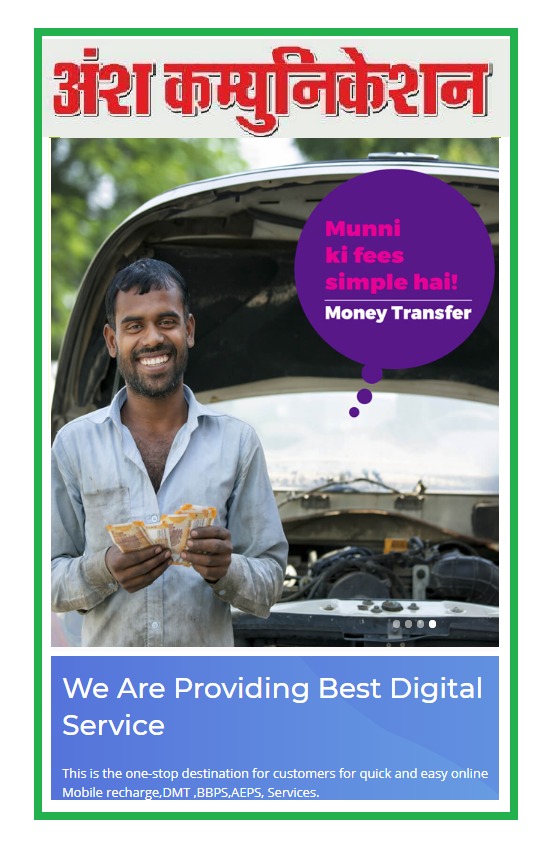 अंश कम्युनिकेशन
Munni
ki fees
simple hai!
Money Transfer
We Are Providing Best Digital
Service
This is the one-stop destination for customers for quick and easy online
Mobile recharge,DMT ,BBPS,AEPS, Services.